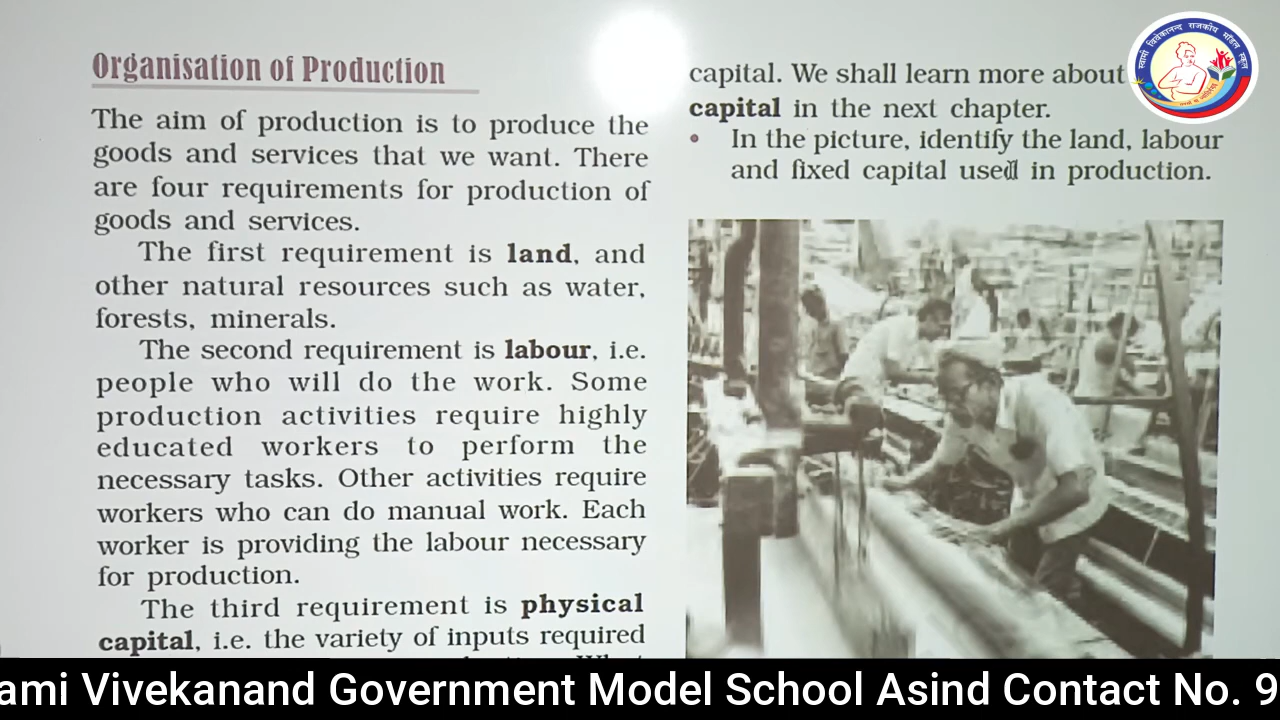 Organisation of Production
The aim of production is to produce the
goods and services that we want. There
are four requirements for production of
goods and services.
The first requirement is land, and
other natural resources such as water,
forests, minerals.
The second requirement is labour, i.e.
people who will do the work. Some
production activities require highly
educated workers to perform the
necessary tasks. Other activities require
workers who can do manual work. Each
worker is providing the labour necessary
for production.
The third requirement is physical
capital, i.e. the variety of inputs required
capital. We shall learn more about
capital in the next chapter.
• In the picture, identify the land, labour
and fixed capital used in production.
स्वामी विवेकानन्द राजकीय मॉडल स्कूल
ami Vivekanand Government Model School Asind Contact No. 9